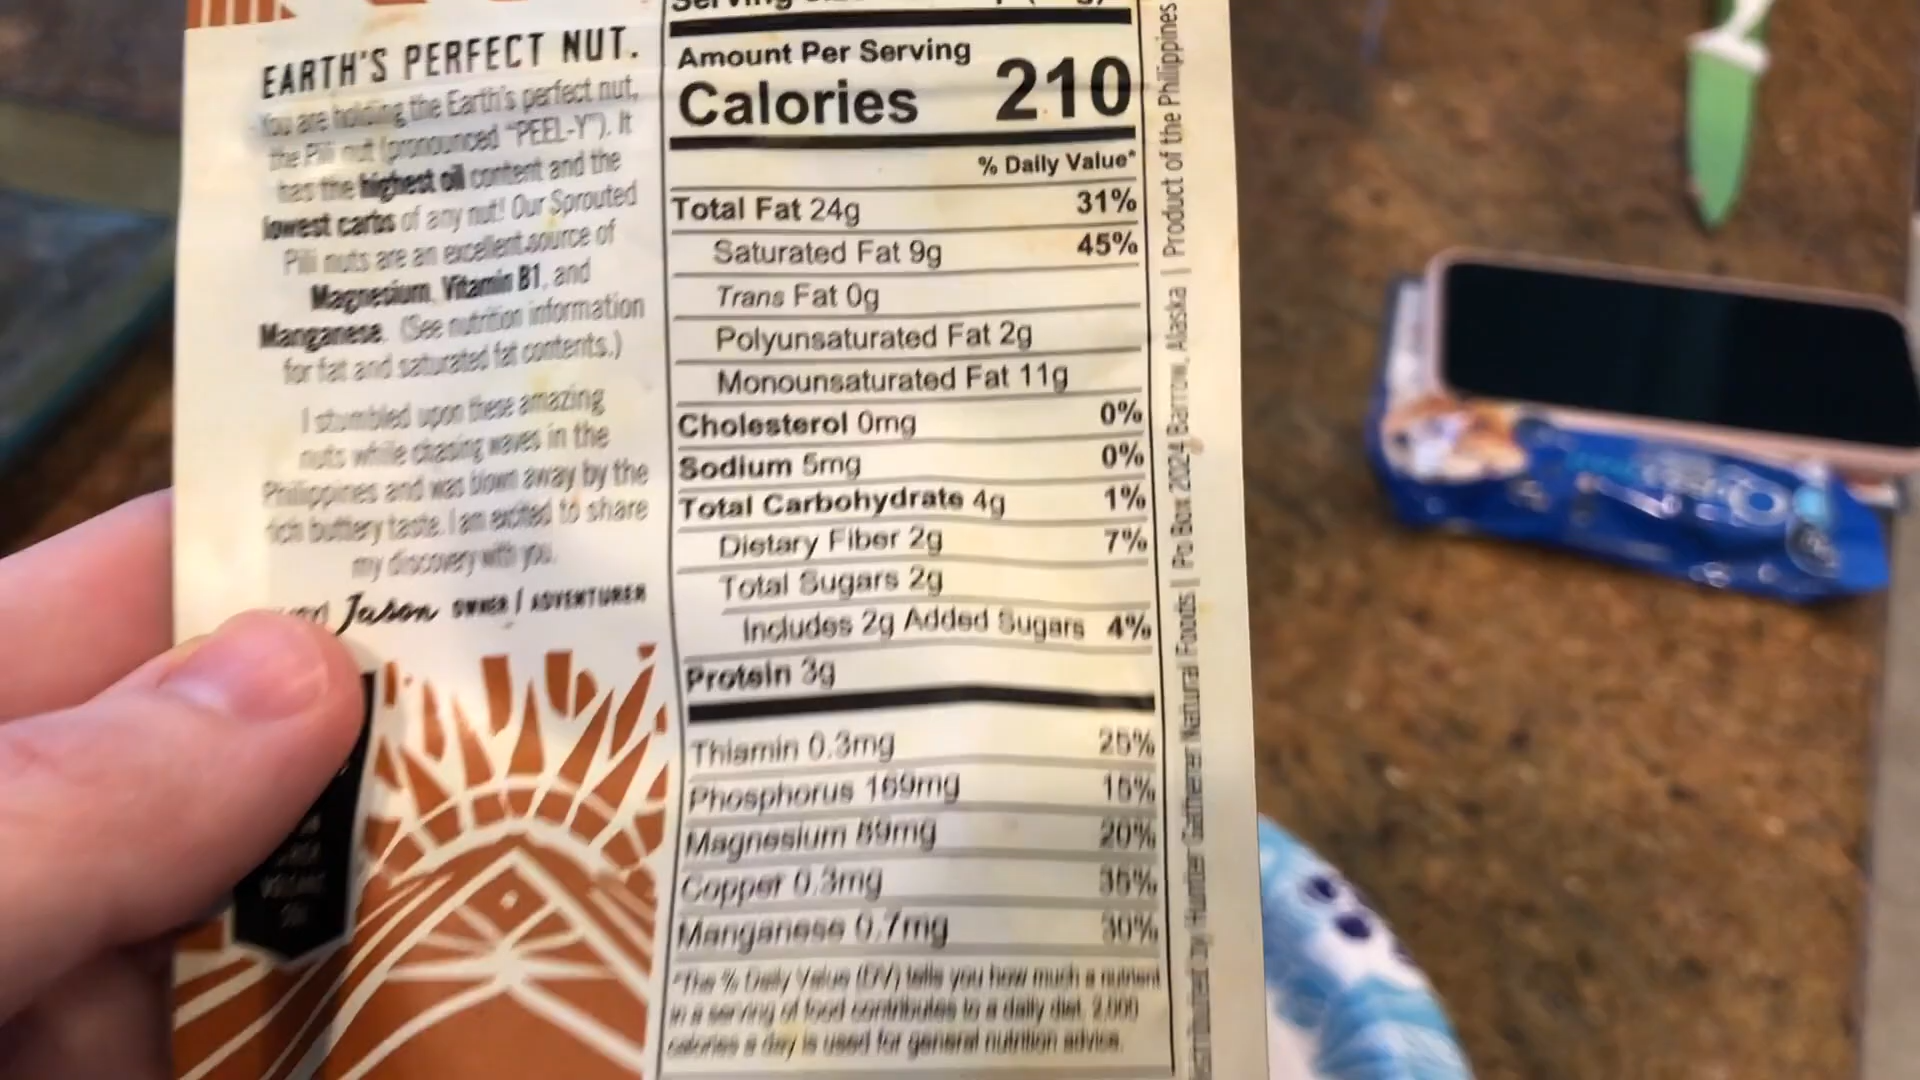 EARTH'S PERFECT NUT.
You are holding the Earth's perfect nut,
the Pili nut (pronounced "PEEL-Y"). It
has the highest oil content and the
lowest carbs of any nut! Our Sprouted
Pili nuts are an excellent source of
Magnesium, Vitamin B1, and
Manganese. (See nutrition information
for fat and saturated fat contents.)
I stumbled upon these amazing
nuts while chasing waves in the
Philippines and was blown away by the
rich buttery taste. I am excited to share
my discovery with you.
Jason OWNER / ADVENTURER
Amount Per Serving
Calories 210
% Daily Value*
Total Fat 24g 31%
Saturated Fat 9g 45%
Trans Fat 0g
Polyunsaturated Fat 2g
Monounsaturated Fat 11g
Cholesterol 0mg 0%
Sodium 5mg 0%
Total Carbohydrate 4g 1%
Dietary Fiber 2g 7%
Total Sugars 2g
Includes 2g Added Sugars 4%
Protein 3g
Thiamin 0.3mg 25%
Phosphorus 169mg 15%
Magnesium 89mg 20%
Copper 0.3mg 35%
Manganese 0.7mg 30%
*The % Daily Value (DV) tells you how much a nutrient
in a serving of food contributes to a daily diet. 2,000
calories a day is used for general nutrition advice.
Distributed by Hunter Gatherer Natural Foods | Po Box 2024 Barrow, Alaska | Product of the Philippines